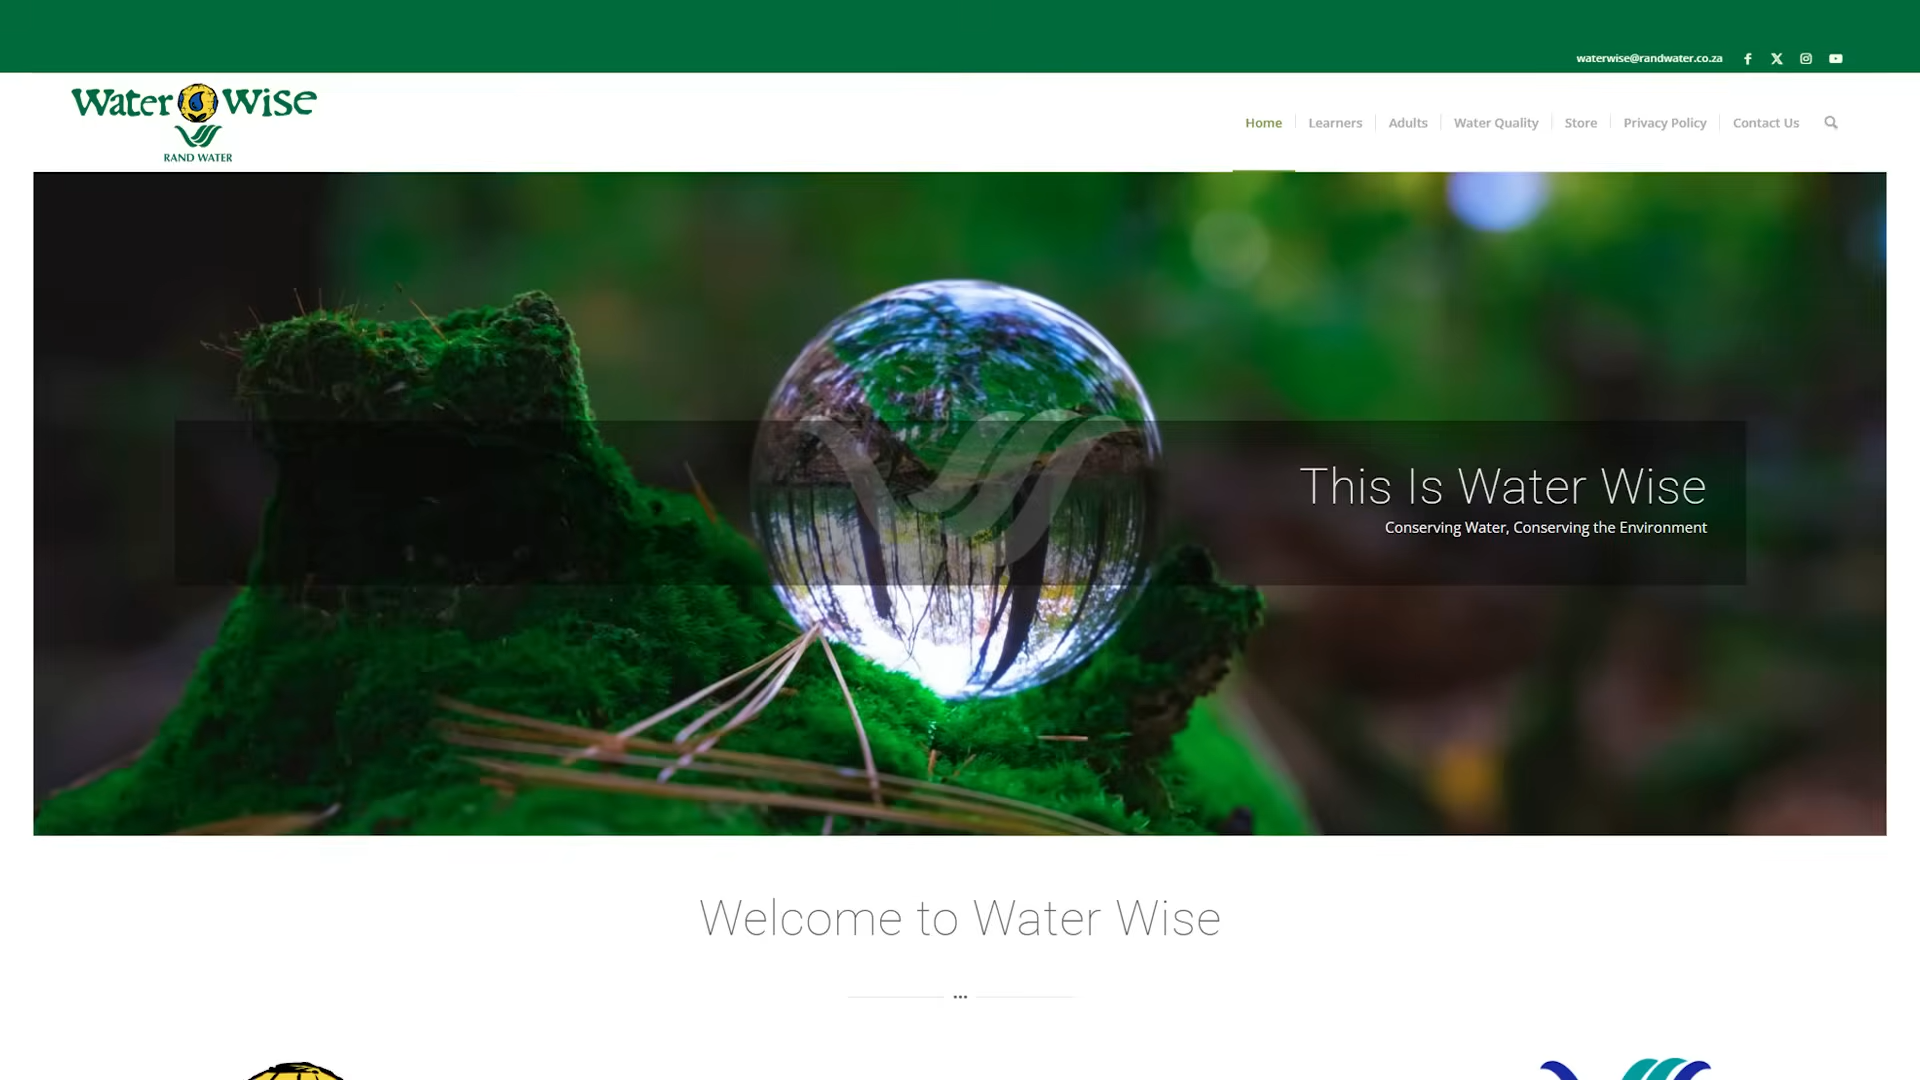 waterwise@randwater.co.za
Water Wise
RAND WATER
Home
Learners
Adults
Water Quality
Store
Privacy Policy
Contact Us
This Is Water Wise
Conserving Water, Conserving the Environment
Welcome to Water Wise